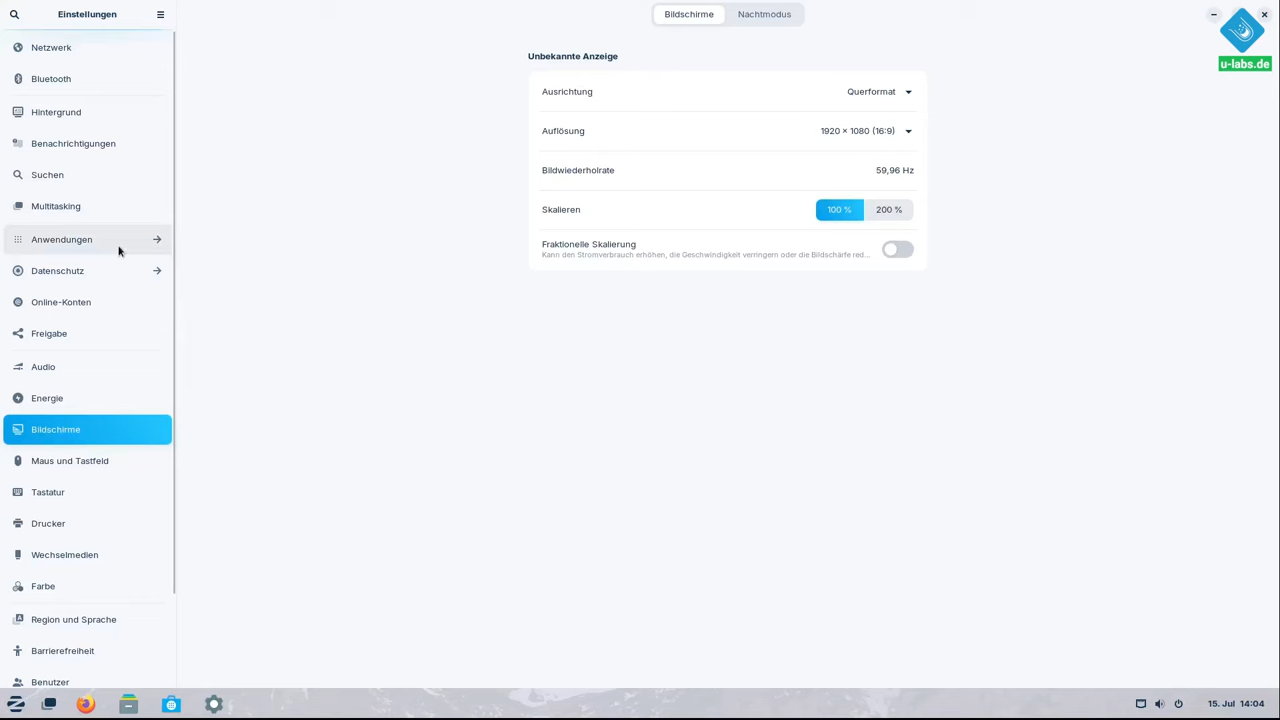 Einstellungen
Netzwerk
Bluetooth
Hintergrund
Benachrichtigungen
Suchen
Multitasking
Anwendungen
Datenschutz
Online-Konten
Freigabe
Audio
Energie
Bildschirme
Maus und Tastfeld
Tastatur
Drucker
Wechselmedien
Farbe
Region und Sprache
Barrierefreiheit
Benutzer
Bildschirme Nachtmodus
u-labs.de
Unbekannte Anzeige
Ausrichtung Querformat
Auflösung 1920 × 1080 (16:9)
Bildwiederholrate 59,96 Hz
Skalieren 100 % 200 %
Fraktionelle Skalierung
Kann den Stromverbrauch erhöhen, die Geschwindigkeit verringern oder die Bildschärfe red…
15. Jul 14:04